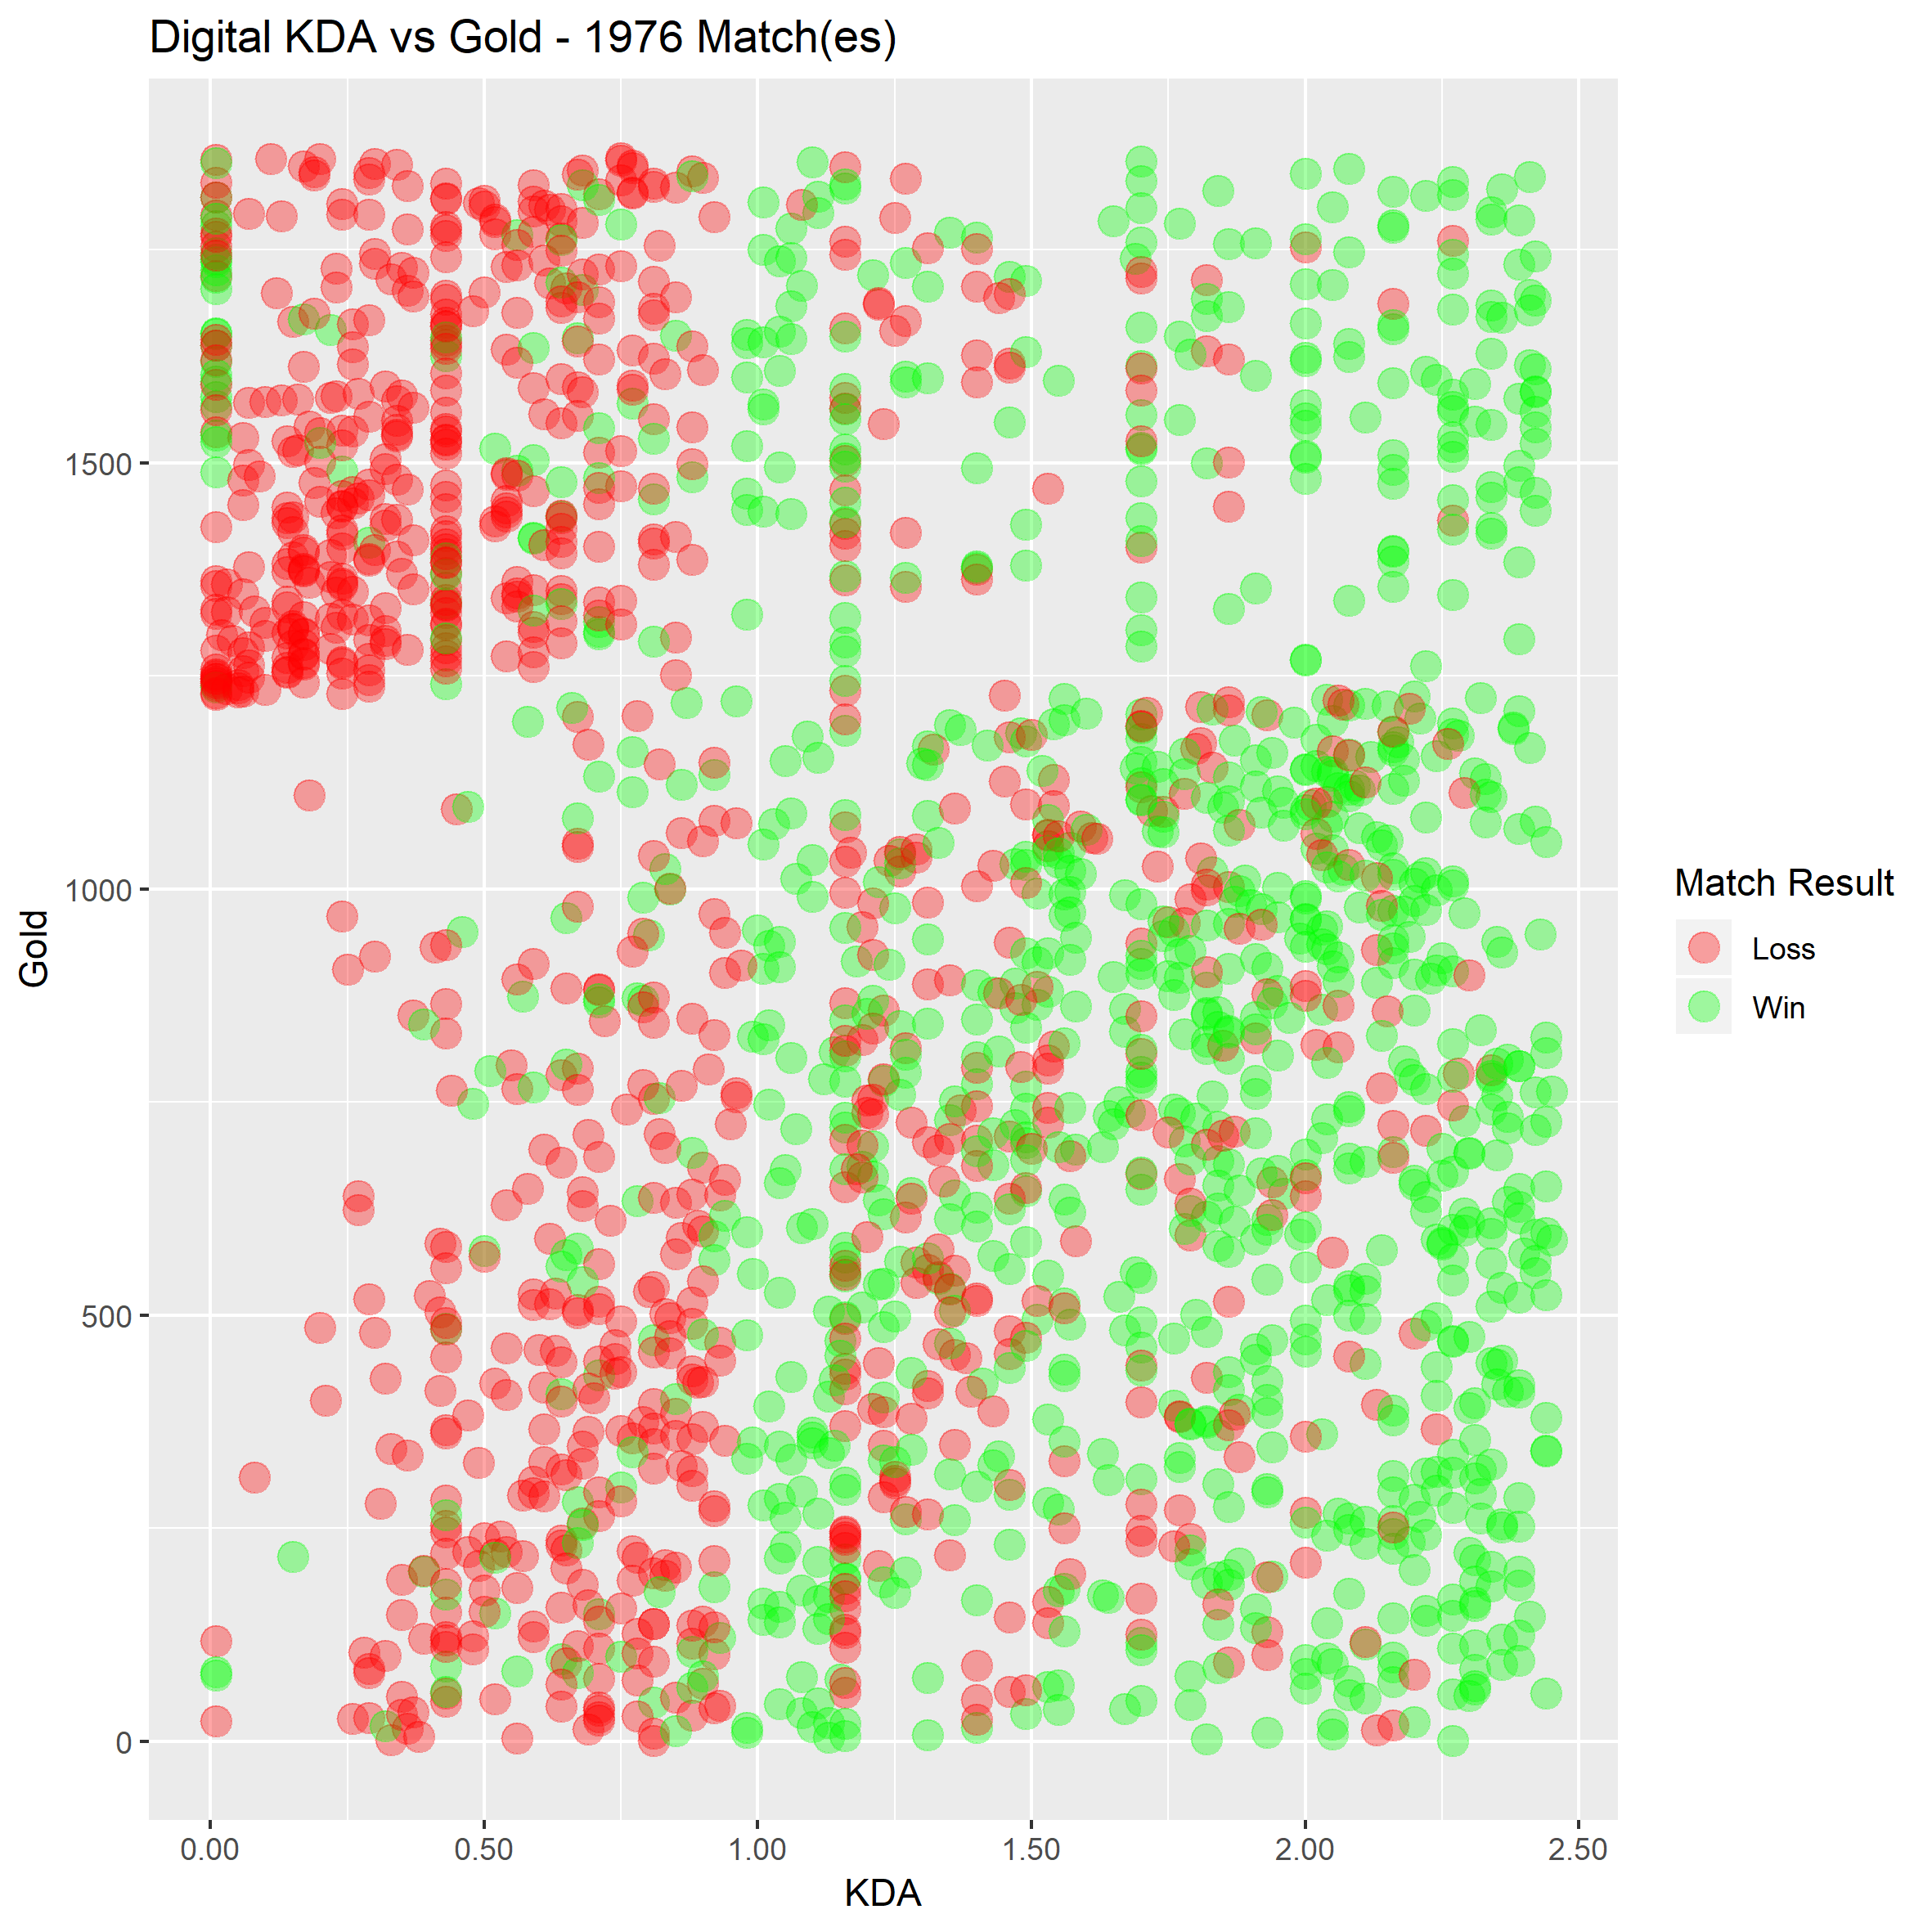 Digital KDA vs Gold - 1976 Match(es)
Gold
1500
1000
500
0
0.00 0.50 1.00 1.50 2.00 2.50
KDA
Match Result
Loss
Win